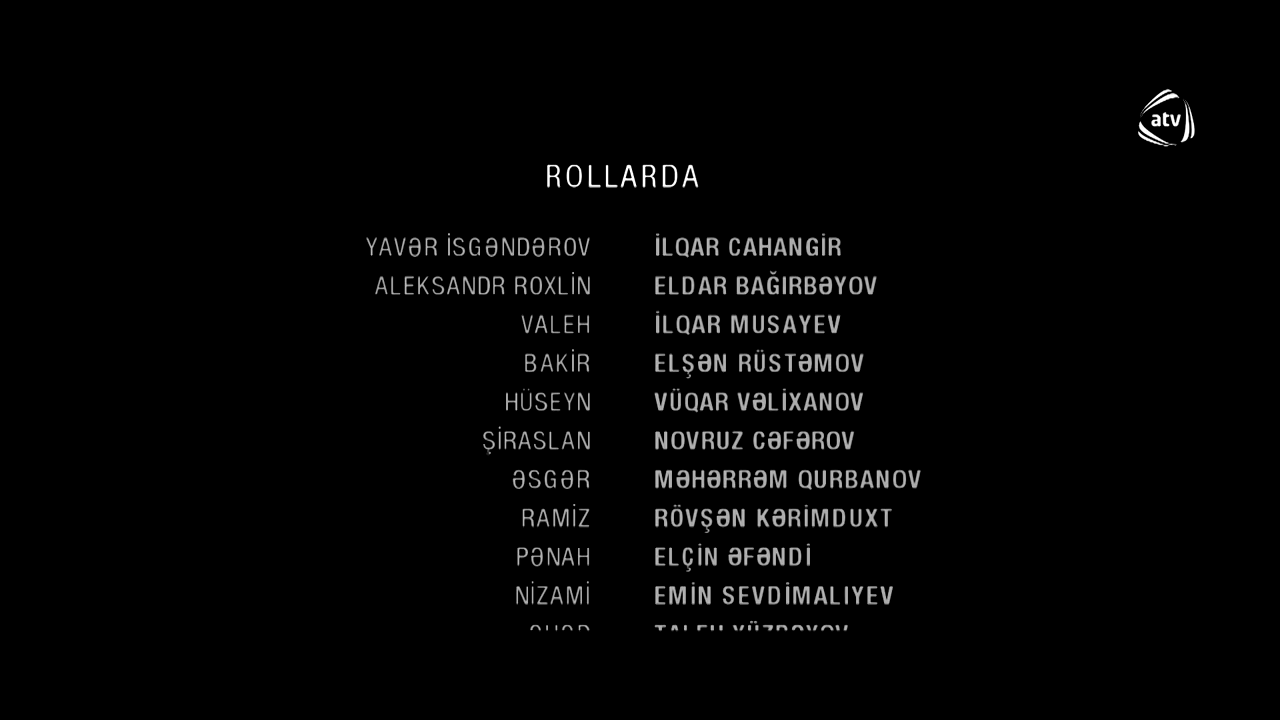 atv
ROLLARDA
YAVƏR İSGƏNDƏROV İLQAR CAHANGİR
ALEKSANDR ROXLİN ELDAR BAĞIRBƏYOV
VALEH İLQAR MUSAYEV
BAKİR ELŞƏN RÜSTƏMOV
HÜSEYN VÜQAR VƏLİXANOV
ŞİRASLAN NOVRUZ CƏFƏROV
ƏSGƏR MƏHƏRRƏM QURBANOV
RAMİZ RÖVŞƏN KƏRİMDUXT
PƏNAH ELÇİN ƏFƏNDİ
NİZAMİ EMİN SEVDİMALIYEV